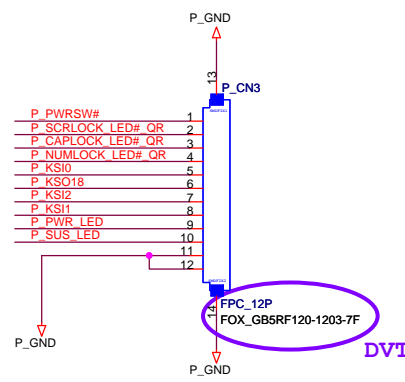 P_GND
13
P_CN3
P_PWRSW# 1
P_SCRLOCK_LED#_QR 2
P_CAPLOCK_LED#_QR 3
P_NUMLOCK_LED#_QR 4
P_KSI0 5
P_KSO18 6
P_KSI2 7
P_KSI1 8
P_PWR_LED 9
P_SUS_LED 10
11
12
14
FPC_12P
FOX_GB5RF120-1203-7F
P_GND
DVT
P_GND